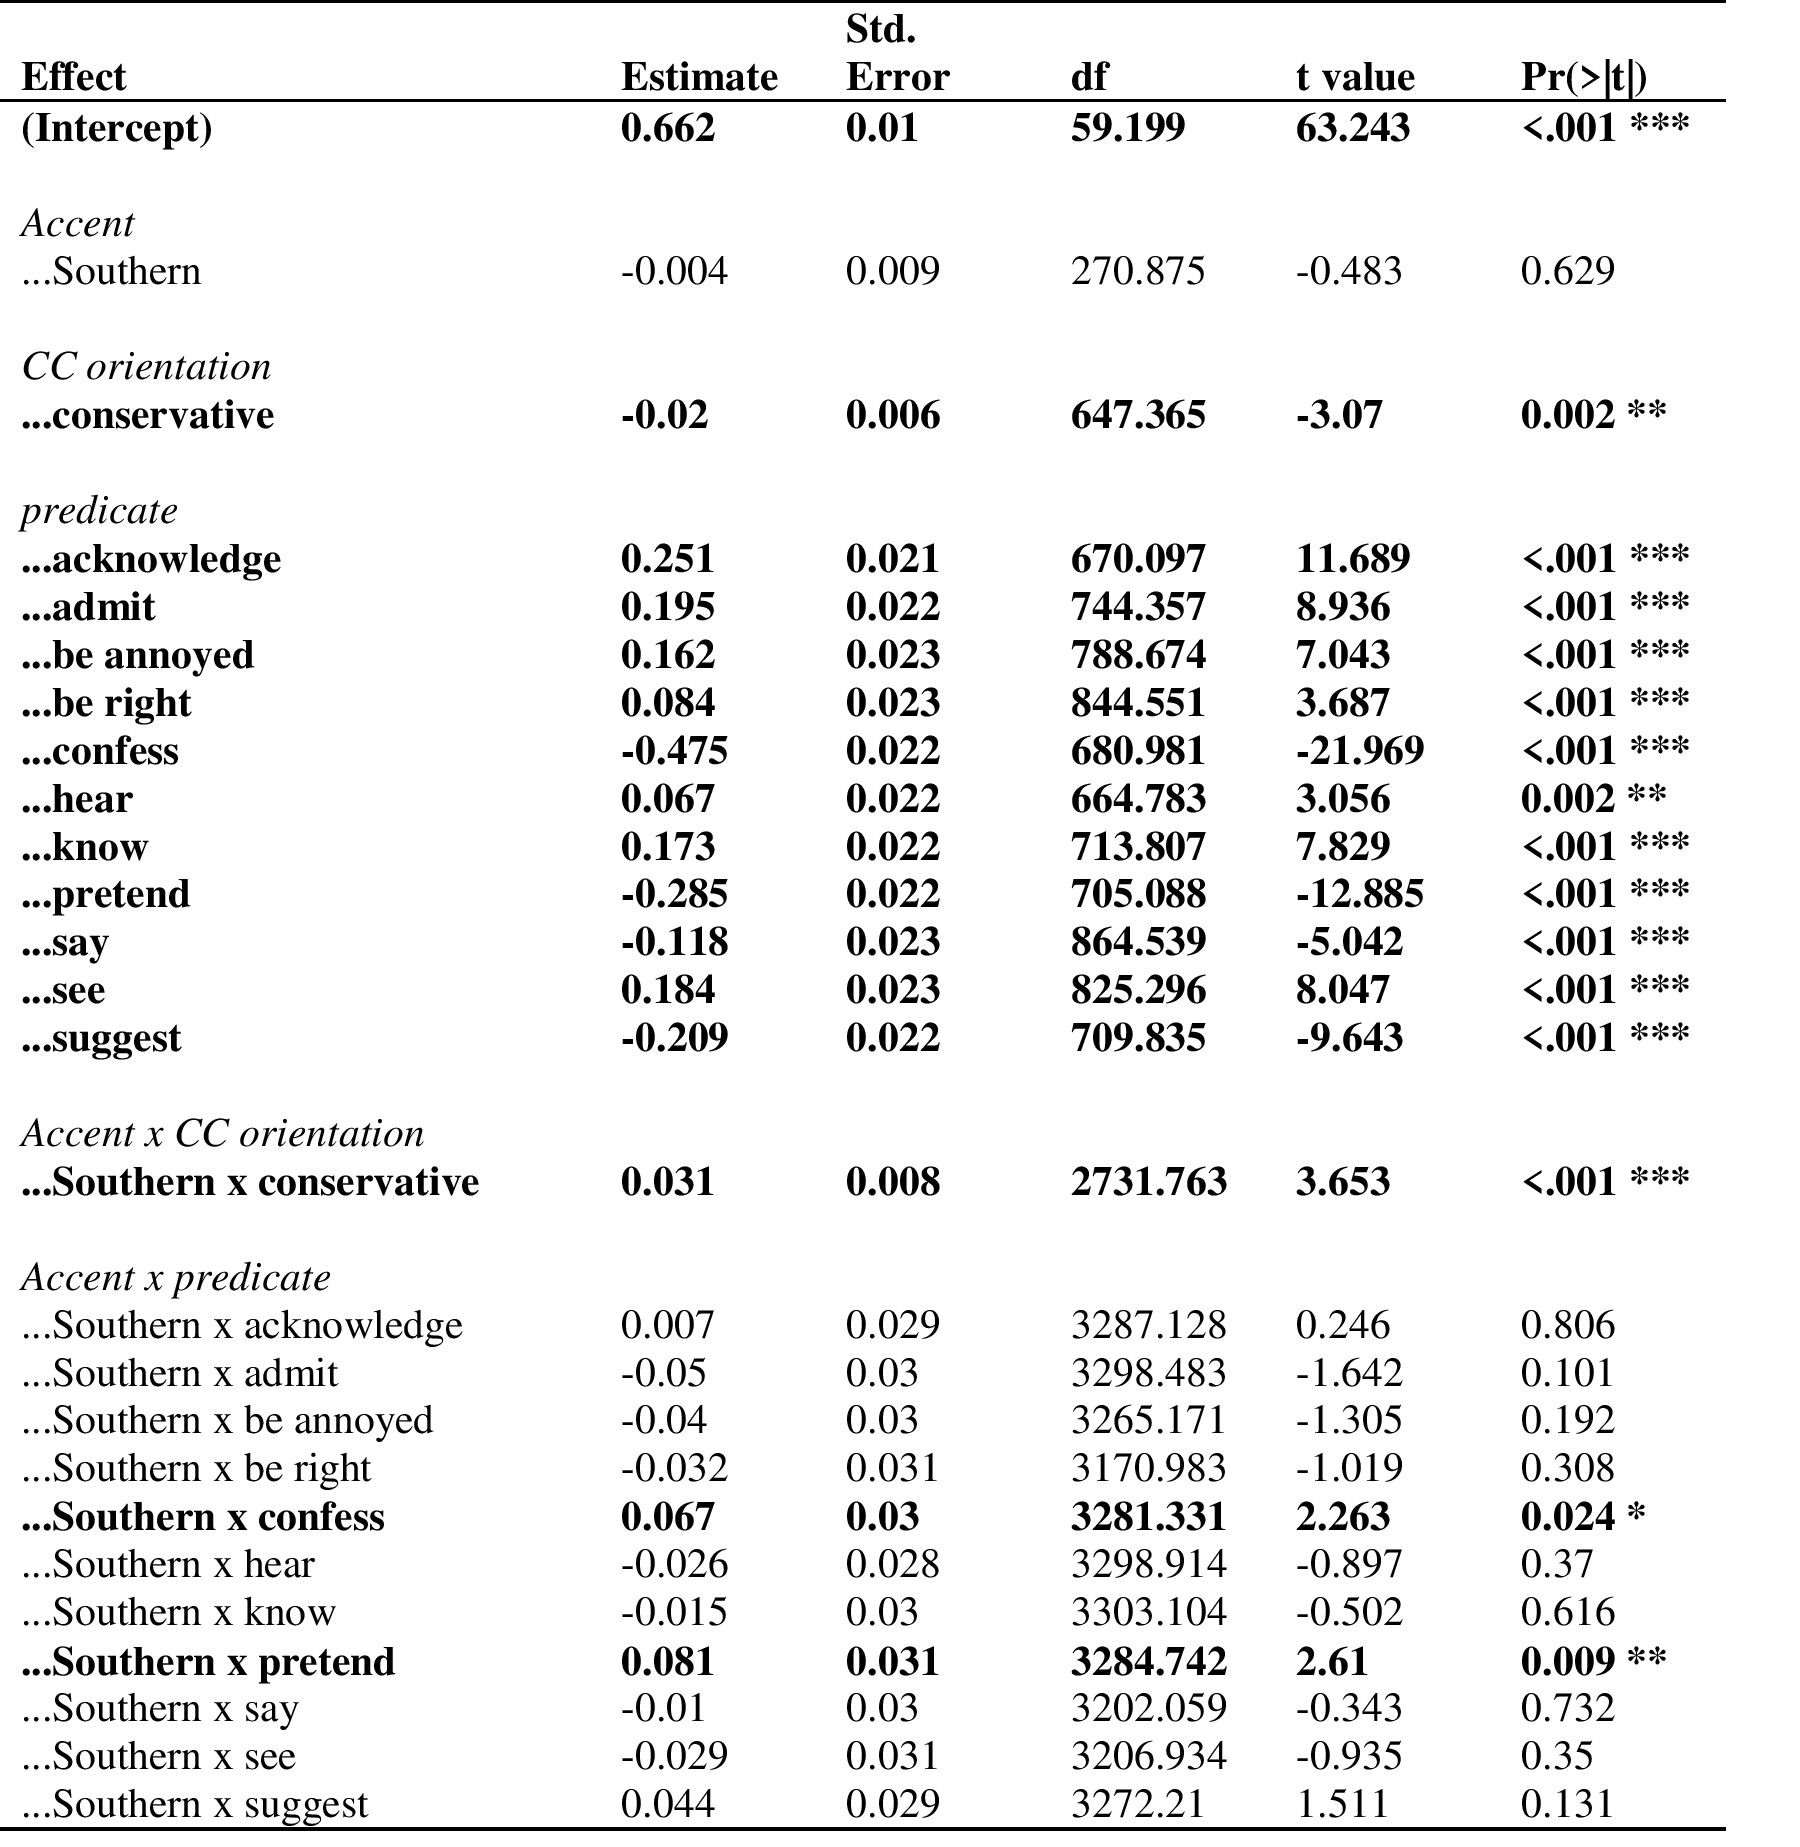 Std.
Effect Estimate Error df t value Pr(>|t|)
(Intercept) 0.662 0.01 59.199 63.243 <.001 ***
Accent
...Southern -0.004 0.009 270.875 -0.483 0.629
CC orientation
...conservative -0.02 0.006 647.365 -3.07 0.002 **
predicate
...acknowledge 0.251 0.021 670.097 11.689 <.001 ***
...admit 0.195 0.022 744.357 8.936 <.001 ***
...be annoyed 0.162 0.023 788.674 7.043 <.001 ***
...be right 0.084 0.023 844.551 3.687 <.001 ***
...confess -0.475 0.022 680.981 -21.969 <.001 ***
...hear 0.067 0.022 664.783 3.056 0.002 **
...know 0.173 0.022 713.807 7.829 <.001 ***
...pretend -0.285 0.022 705.088 -12.885 <.001 ***
...say -0.118 0.023 864.539 -5.042 <.001 ***
...see 0.184 0.023 825.296 8.047 <.001 ***
...suggest -0.209 0.022 709.835 -9.643 <.001 ***
Accent x CC orientation
...Southern x conservative 0.031 0.008 2731.763 3.653 <.001 ***
Accent x predicate
...Southern x acknowledge 0.007 0.029 3287.128 0.246 0.806
...Southern x admit -0.05 0.03 3298.483 -1.642 0.101
...Southern x be annoyed -0.04 0.03 3265.171 -1.305 0.192
...Southern x be right -0.032 0.031 3170.983 -1.019 0.308
...Southern x confess 0.067 0.03 3281.331 2.263 0.024 *
...Southern x hear -0.026 0.028 3298.914 -0.897 0.37
...Southern x know -0.015 0.03 3303.104 -0.502 0.616
...Southern x pretend 0.081 0.031 3284.742 2.61 0.009 **
...Southern x say -0.01 0.03 3202.059 -0.343 0.732
...Southern x see -0.029 0.031 3206.934 -0.935 0.35
...Southern x suggest 0.044 0.029 3272.21 1.511 0.131